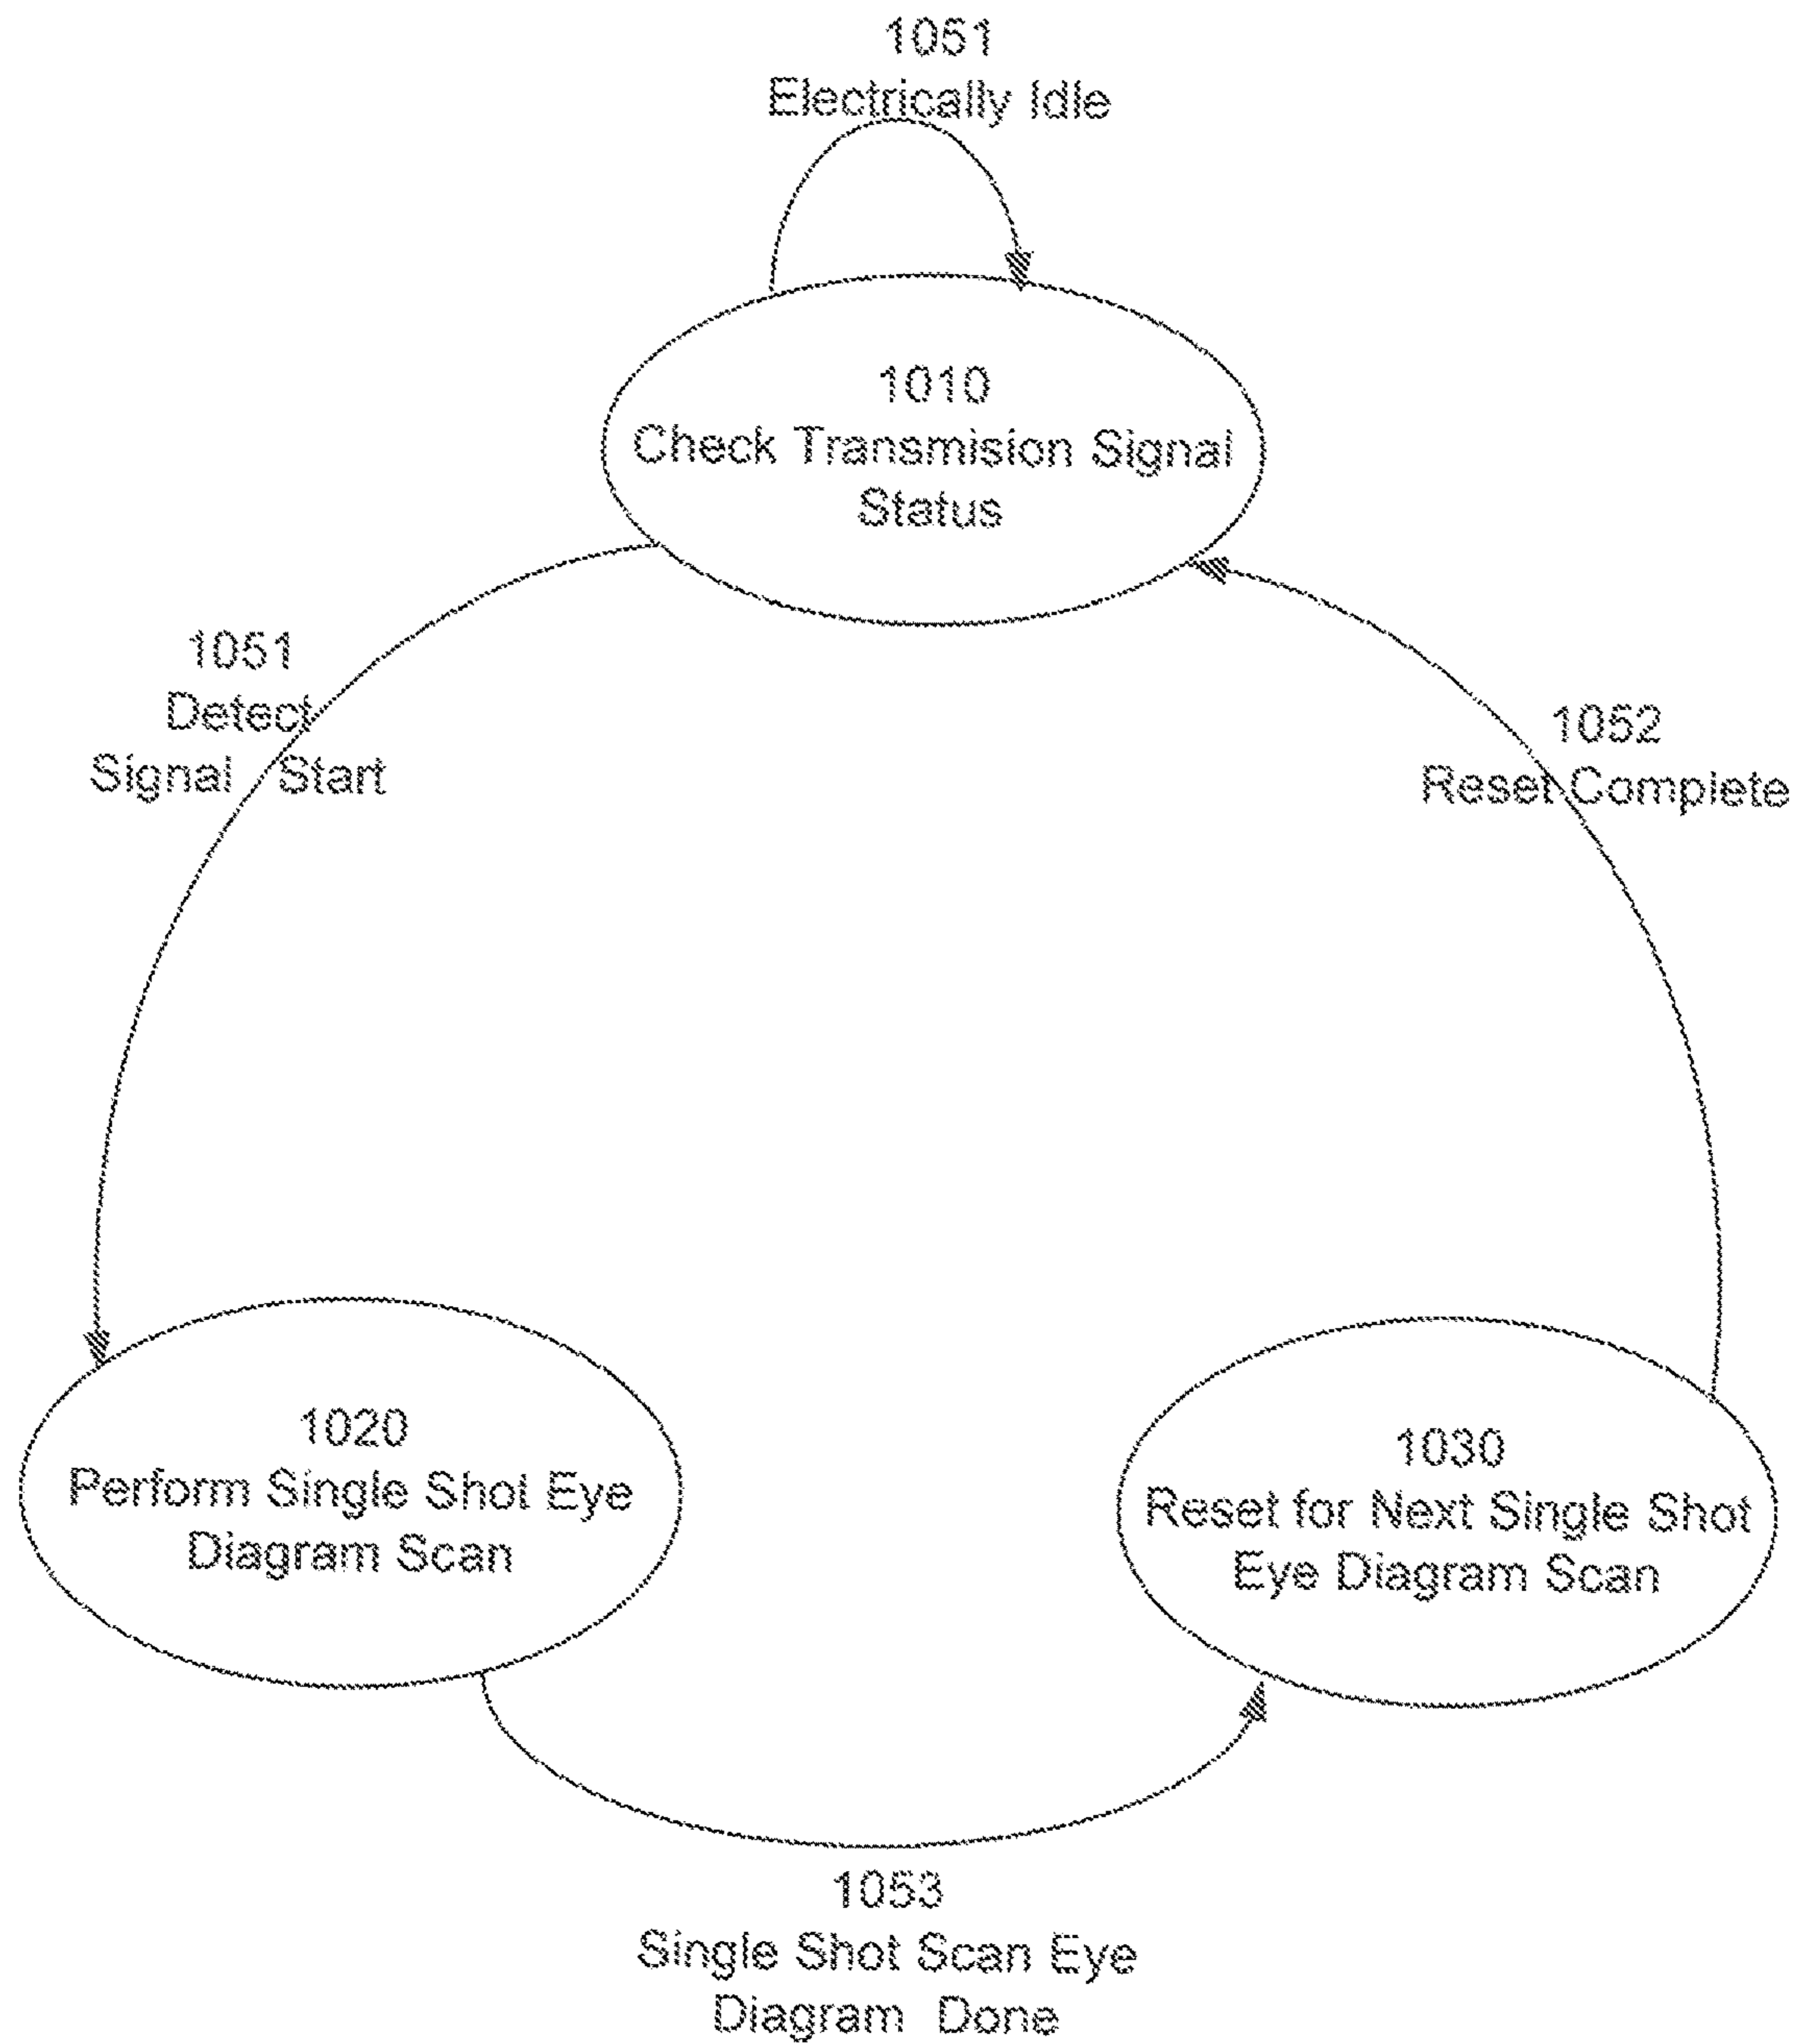 1051
Electrically Idle
1010
Check Transmision Signal
Status
1051
Detect
Signal Start
1052
Reset Complete
1020
Perform Single Shot Eye
Diagram Scan
1030
Reset for Next Single Shot
Eye Diagram Scan
1053
Single Shot Scan Eye
Diagram Done